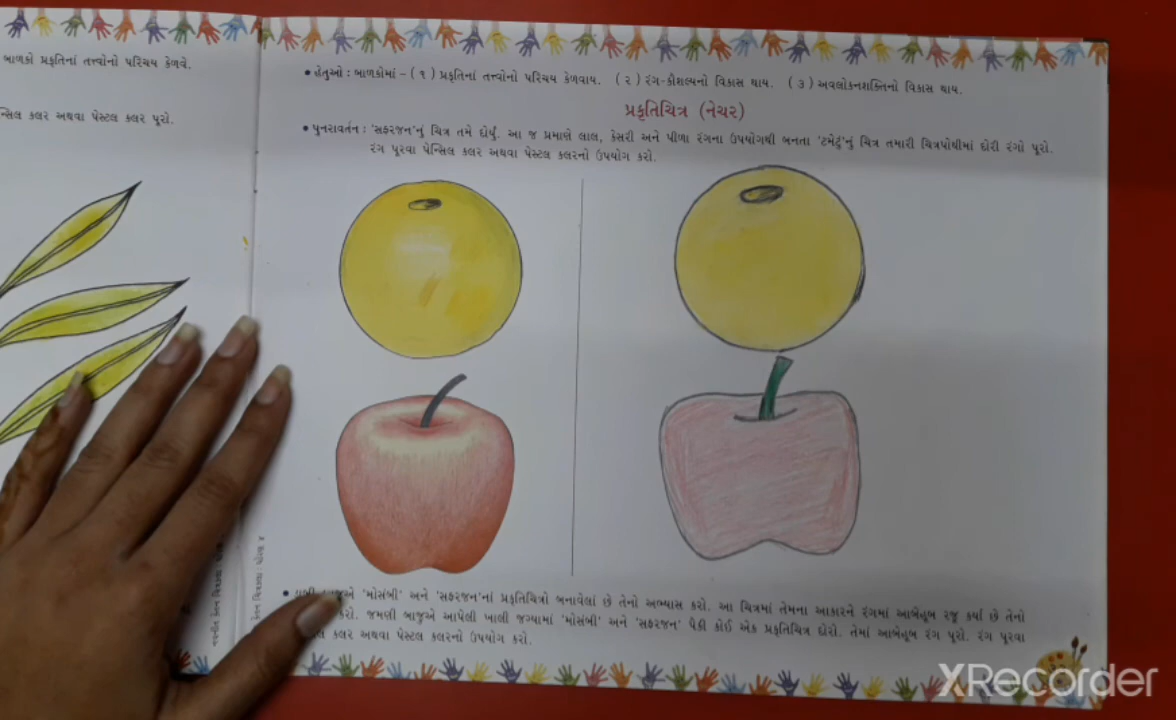 બાળકો પ્રકૃતિનાં તત્ત્વોનો પરિચય કેળવે.
ન્સિલ કલર અથવા પેસ્ટલ કલર પૂરો.
• હેતુઓ : બાળકોમાં – (૧) પ્રકૃતિનાં તત્ત્વોનો પરિચય કેળવાય. (૨) રંગ-કૌશલ્યનો વિકાસ થાય. (૩) અવલોકનશક્તિનો વિકાસ થાય.
પ્રકૃતિચિત્ર (નેચર)
• પુનરાવર્તન : ‘સફરજન’નું ચિત્ર તમે દોર્યું. આ જ પ્રમાણે લાલ, કેસરી અને પીળા રંગના ઉપયોગથી બનતા ‘ટમેટું’નું ચિત્ર તમારી ચિત્રપોથીમાં દોરી રંગો પૂરો.
રંગ પૂરવા પેન્સિલ કલર અથવા પેસ્ટલ કલરનો ઉપયોગ કરો.
‘મોસંબી’ અને ‘સફરજન’નાં પ્રકૃતિચિત્રો બનાવેલાં છે તેનો અભ્યાસ કરો. આ ચિત્રમાં તેમના આકારને રંગમાં આબેહૂબ રજૂ કર્યા છે તેનો
કરો. જમણી બાજુએ આપેલી ખાલી જગ્યામાં ‘મોસંબી’ અને ‘સફરજન’ પૈકી કોઈ એક પ્રકૃતિચિત્ર દોરો. તેમાં આબેહૂબ રંગ પૂરો. રંગ પૂરવા
કલર અથવા પેસ્ટલ કલરનો ઉપયોગ કરો.
XRecorder